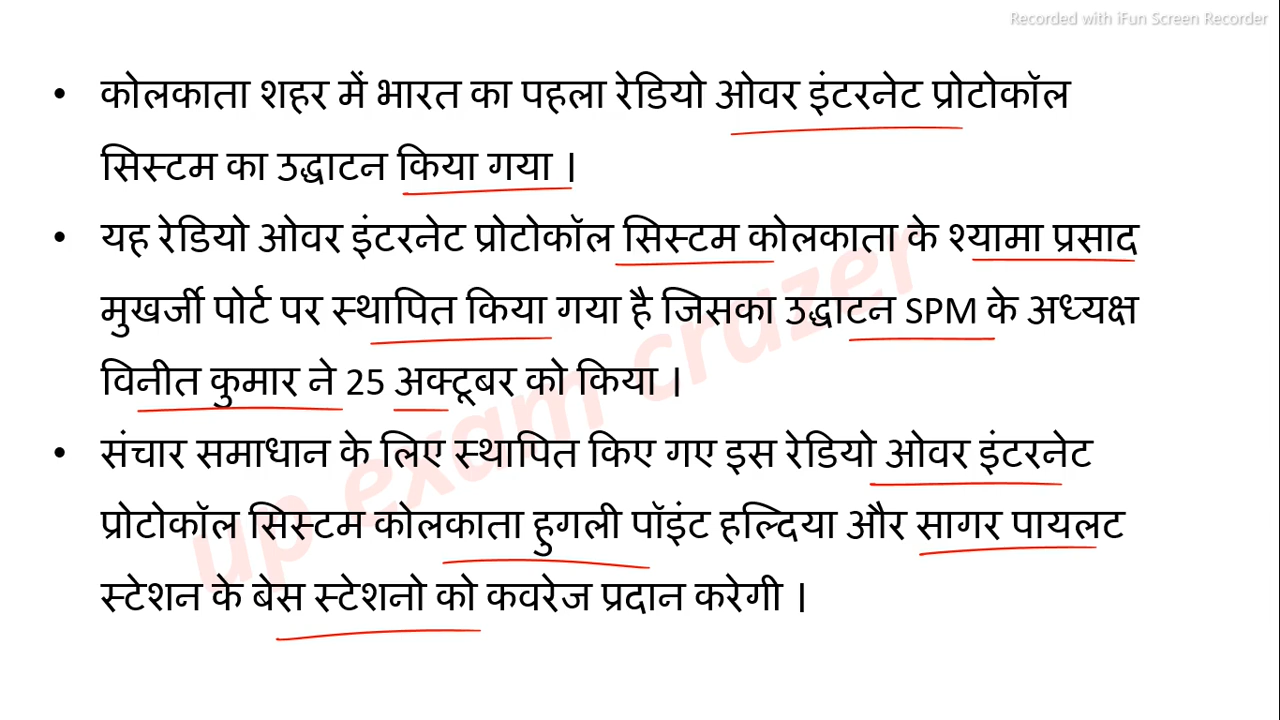 Recorded with iFun Screen Recorder
• कोलकाता शहर में भारत का पहला रेडियो ओवर इंटरनेट प्रोटोकॉल
सिस्टम का उद्घाटन किया गया ।
• यह रेडियो ओवर इंटरनेट प्रोटोकॉल सिस्टम कोलकाता के श्यामा प्रसाद
मुखर्जी पोर्ट पर स्थापित किया गया है जिसका उद्घाटन SPM के अध्यक्ष
विनीत कुमार ने 25 अक्टूबर को किया ।
• संचार समाधान के लिए स्थापित किए गए इस रेडियो ओवर इंटरनेट
प्रोटोकॉल सिस्टम कोलकाता हुगली पॉइंट हल्दिया और सागर पायलट
स्टेशन के बेस स्टेशनो को कवरेज प्रदान करेगी ।
up exam crazer